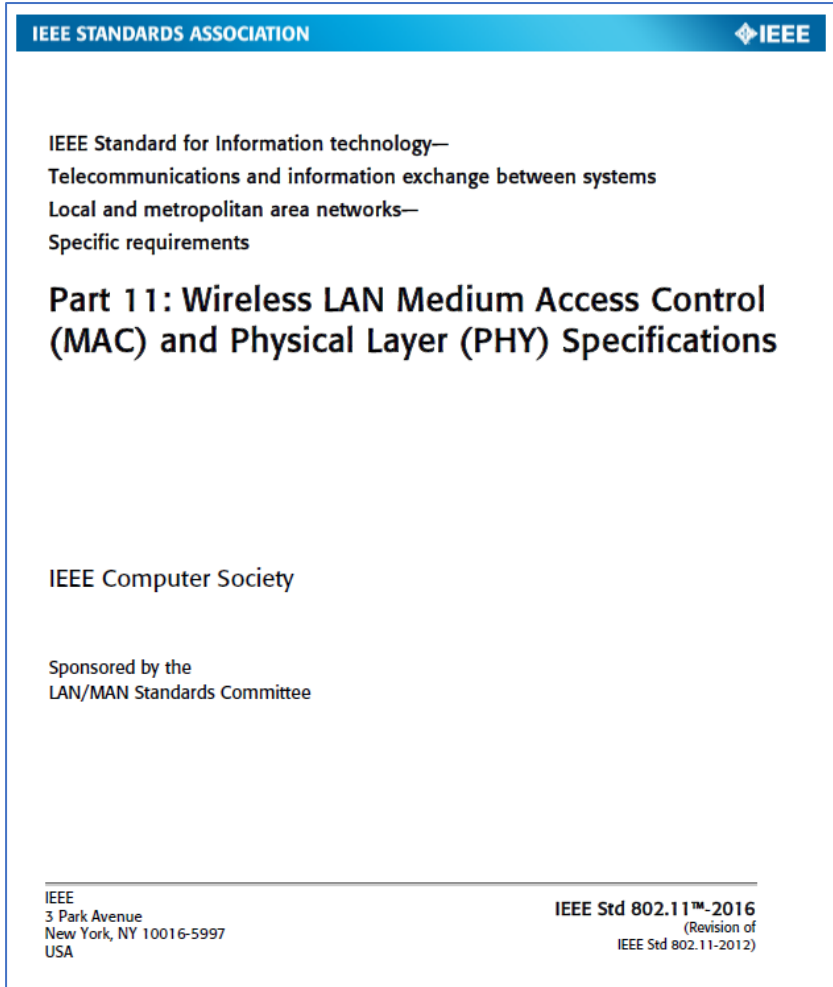 IEEE STANDARDS ASSOCIATION
IEEE
IEEE Standard for Information technology—
Telecommunications and information exchange between systems
Local and metropolitan area networks—
Specific requirements
Part 11: Wireless LAN Medium Access Control
(MAC) and Physical Layer (PHY) Specifications
IEEE Computer Society
Sponsored by the
LAN/MAN Standards Committee
IEEE
3 Park Avenue
New York, NY 10016-5997
USA
IEEE Std 802.11™-2016
(Revision of
IEEE Std 802.11-2012)